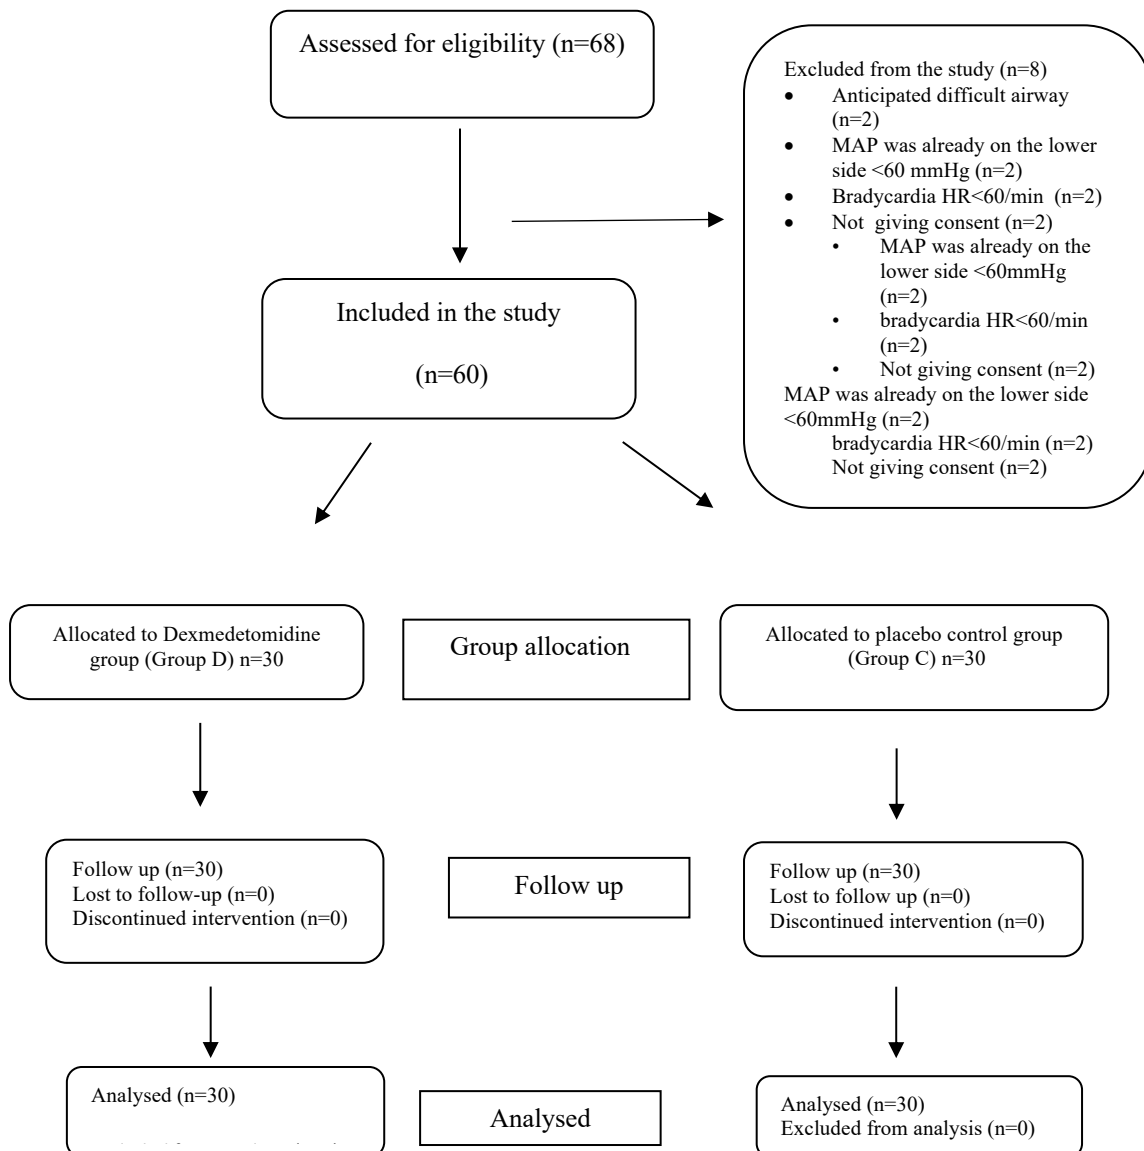 Assessed for eligibility (n=68)
Excluded from the study (n=8)
• Anticipated difficult airway
(n=2)
• MAP was already on the lower
side <60 mmHg (n=2)
• Bradycardia HR<60/min (n=2)
• Not giving consent (n=2)
• MAP was already on the
lower side <60mmHg
(n=2)
• bradycardia HR<60/min
(n=2)
• Not giving consent (n=2)
MAP was already on the lower side
<60mmHg (n=2)
bradycardia HR<60/min (n=2)
Not giving consent (n=2)
Included in the study
(n=60)
Allocated to Dexmedetomidine
group (Group D) n=30
Group allocation
Allocated to placebo control group
(Group C) n=30
Follow up (n=30)
Lost to follow-up (n=0)
Discontinued intervention (n=0)
Follow up
Follow up (n=30)
Lost to follow up (n=0)
Discontinued intervention (n=0)
Analysed (n=30)
Analysed
Analysed (n=30)
Excluded from analysis (n=0)